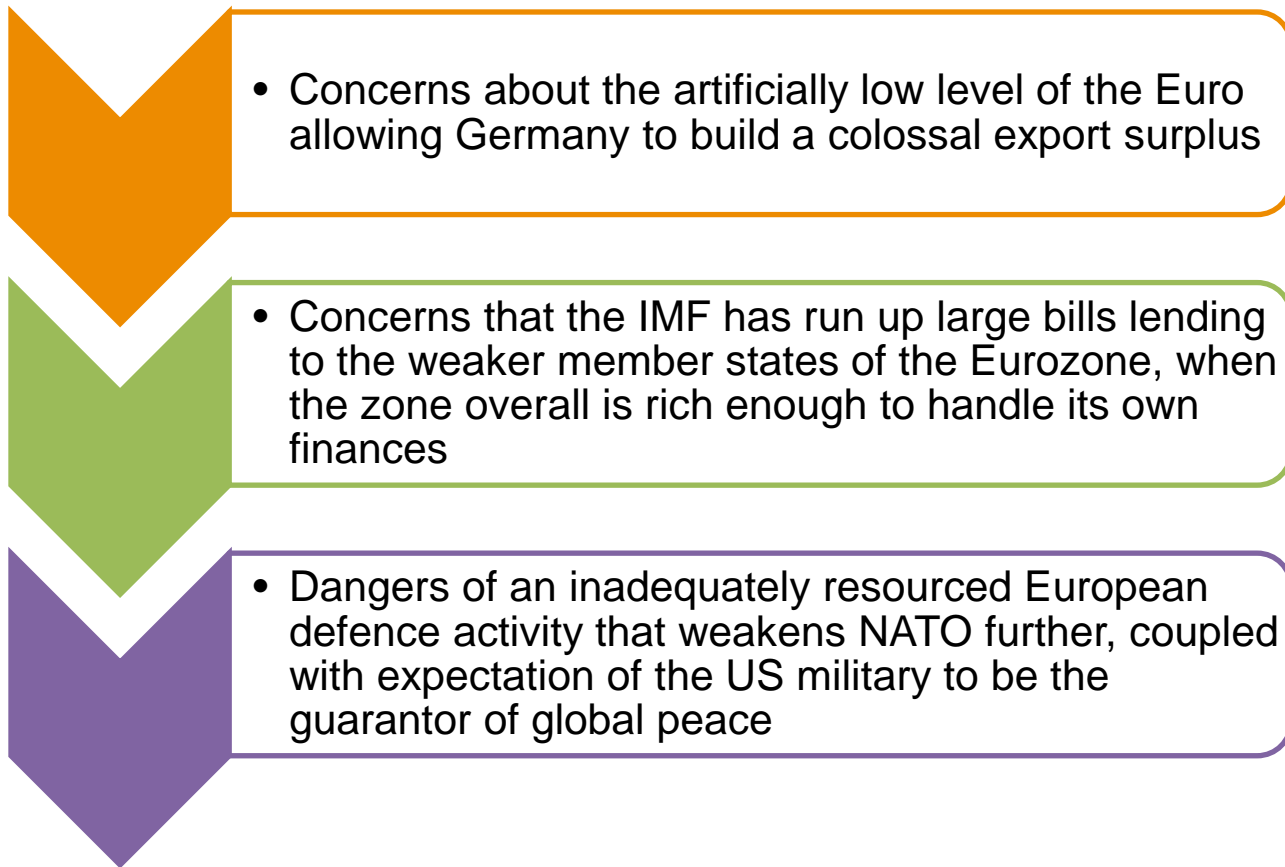 • Concerns about the artificially low level of the Euro
allowing Germany to build a colossal export surplus
• Concerns that the IMF has run up large bills lending
to the weaker member states of the Eurozone, when
the zone overall is rich enough to handle its own
finances
• Dangers of an inadequately resourced European
defence activity that weakens NATO further, coupled
with expectation of the US military to be the
guarantor of global peace